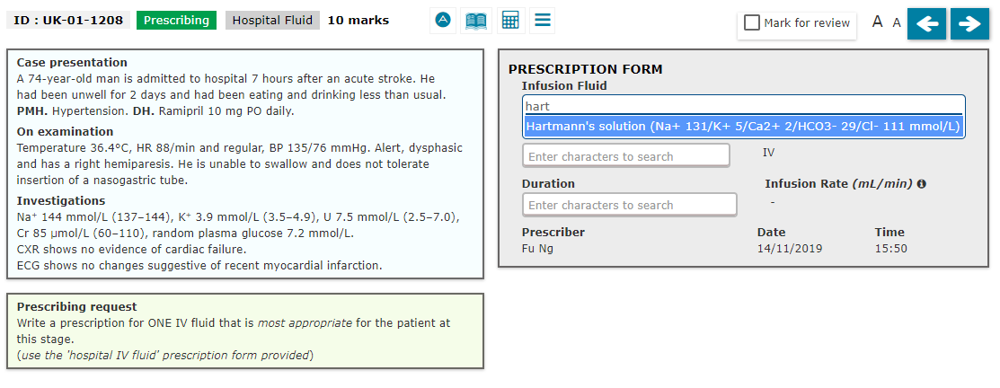 ID : UK-01-1208 Prescribing Hospital Fluid 10 marks A Mark for review A A
Case presentation
A 74-year-old man is admitted to hospital 7 hours after an acute stroke. He
had been unwell for 2 days and had been eating and drinking less than usual.
PMH. Hypertension. DH. Ramipril 10 mg PO daily.
On examination
Temperature 36.4°C, HR 88/min and regular, BP 135/76 mmHg. Alert, dysphasic
and has a right hemiparesis. He is unable to swallow and does not tolerate
insertion of a nasogastric tube.
Investigations
Na⁺ 144 mmol/L (137–144), K⁺ 3.9 mmol/L (3.5–4.9), U 7.5 mmol/L (2.5–7.0),
Cr 85 µmol/L (60–110), random plasma glucose 7.2 mmol/L.
CXR shows no evidence of cardiac failure.
ECG shows no changes suggestive of recent myocardial infarction.
Prescribing request
Write a prescription for ONE IV fluid that is most appropriate for the patient at
this stage.
(use the 'hospital IV fluid' prescription form provided)
PRESCRIPTION FORM
Infusion Fluid
hart
Hartmann's solution (Na+ 131/K+ 5/Ca2+ 2/HCO3- 29/Cl- 111 mmol/L)
Enter characters to search IV
Duration Infusion Rate (mL/min)
Enter characters to search -
Prescriber Date Time
Fu Ng 14/11/2019 15:50